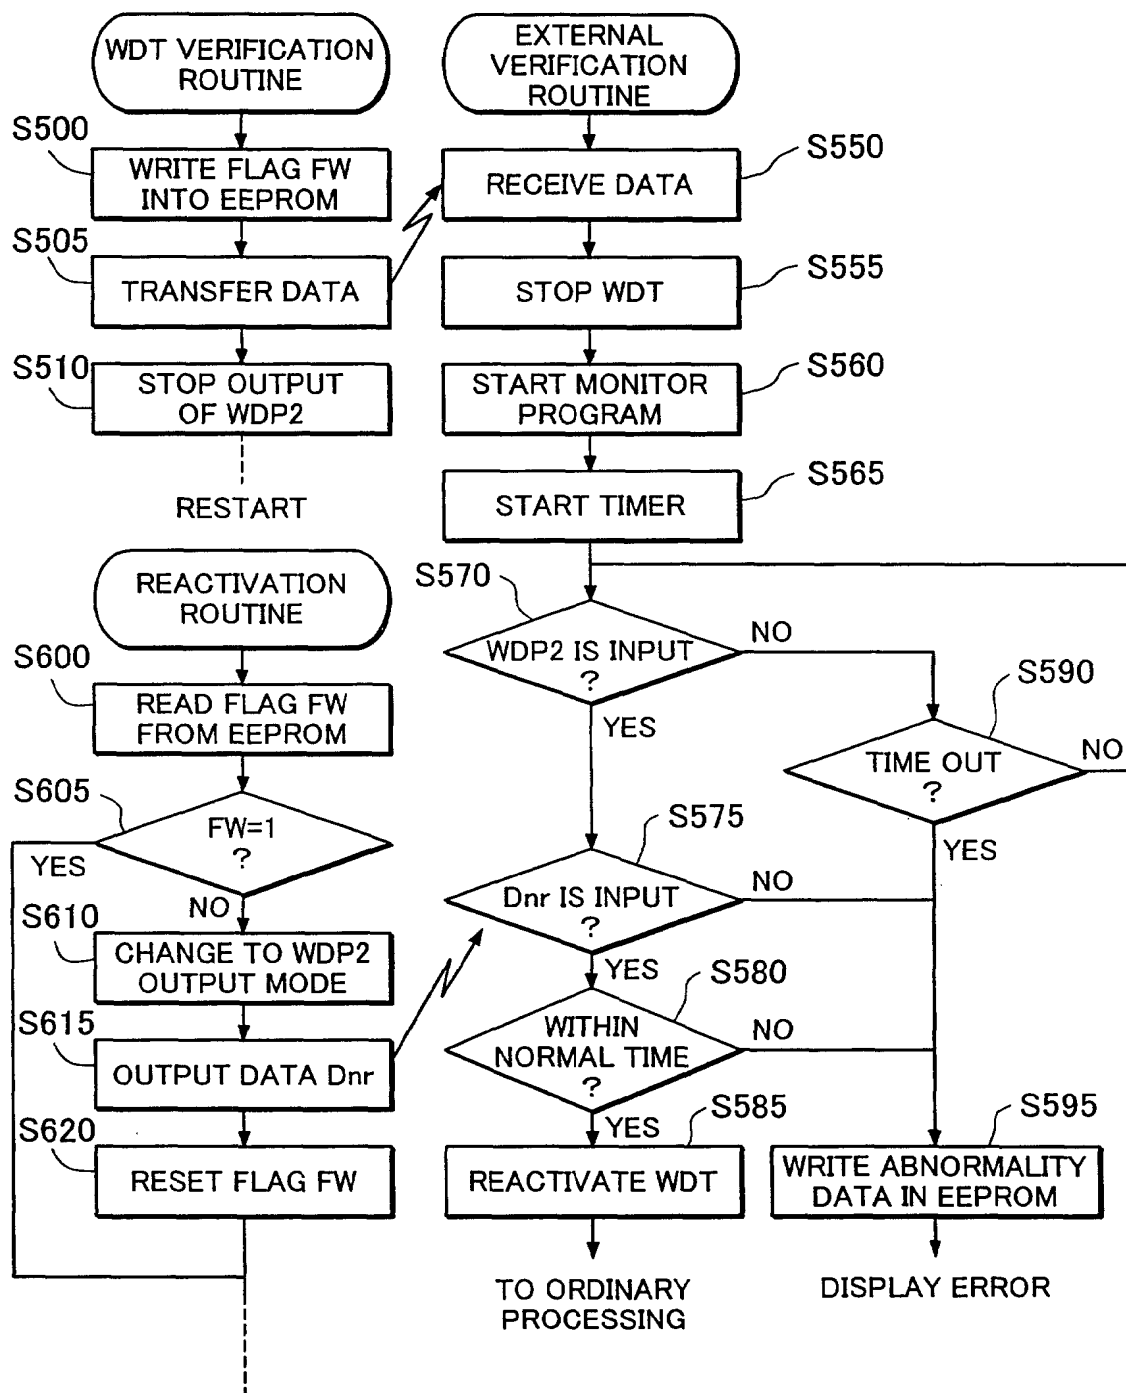 WDT VERIFICATION
ROUTINE
S500
WRITE FLAG FW
INTO EEPROM
S505
TRANSFER DATA
S510
STOP OUTPUT
OF WDP2
RESTART
REACTIVATION
ROUTINE
S600
READ FLAG FW
FROM EEPROM
S605
FW=1
?
YES
NO
S610
CHANGE TO WDP2
OUTPUT MODE
S615
OUTPUT DATA Dnr
S620
RESET FLAG FW
EXTERNAL
VERIFICATION
ROUTINE
S550
RECEIVE DATA
S555
STOP WDT
S560
START MONITOR
PROGRAM
S565
START TIMER
S570
WDP2 IS INPUT
?
NO
YES
S590
TIME OUT
?
NO
YES
S575
Dnr IS INPUT
?
NO
YES
S580
WITHIN
NORMAL TIME
?
NO
YES
S585
REACTIVATE WDT
TO ORDINARY
PROCESSING
S595
WRITE ABNORMALITY
DATA IN EEPROM
DISPLAY ERROR